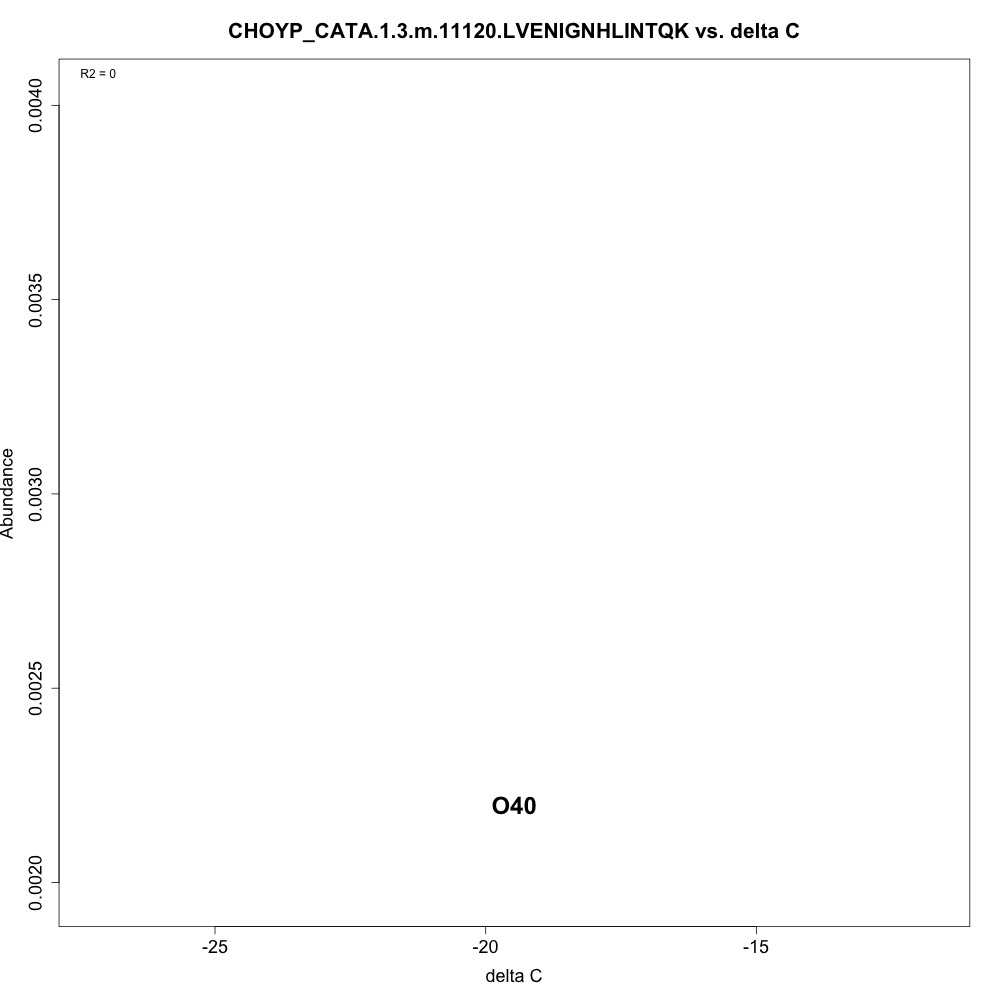 CHOYP_CATA.1.3.m.11120.LVENIGNHLINTQK vs. delta C
R2 = 0
0.0040
0.0035
0.0030
0.0025
0.0020
Abundance
O40
-25
-20
-15
delta C